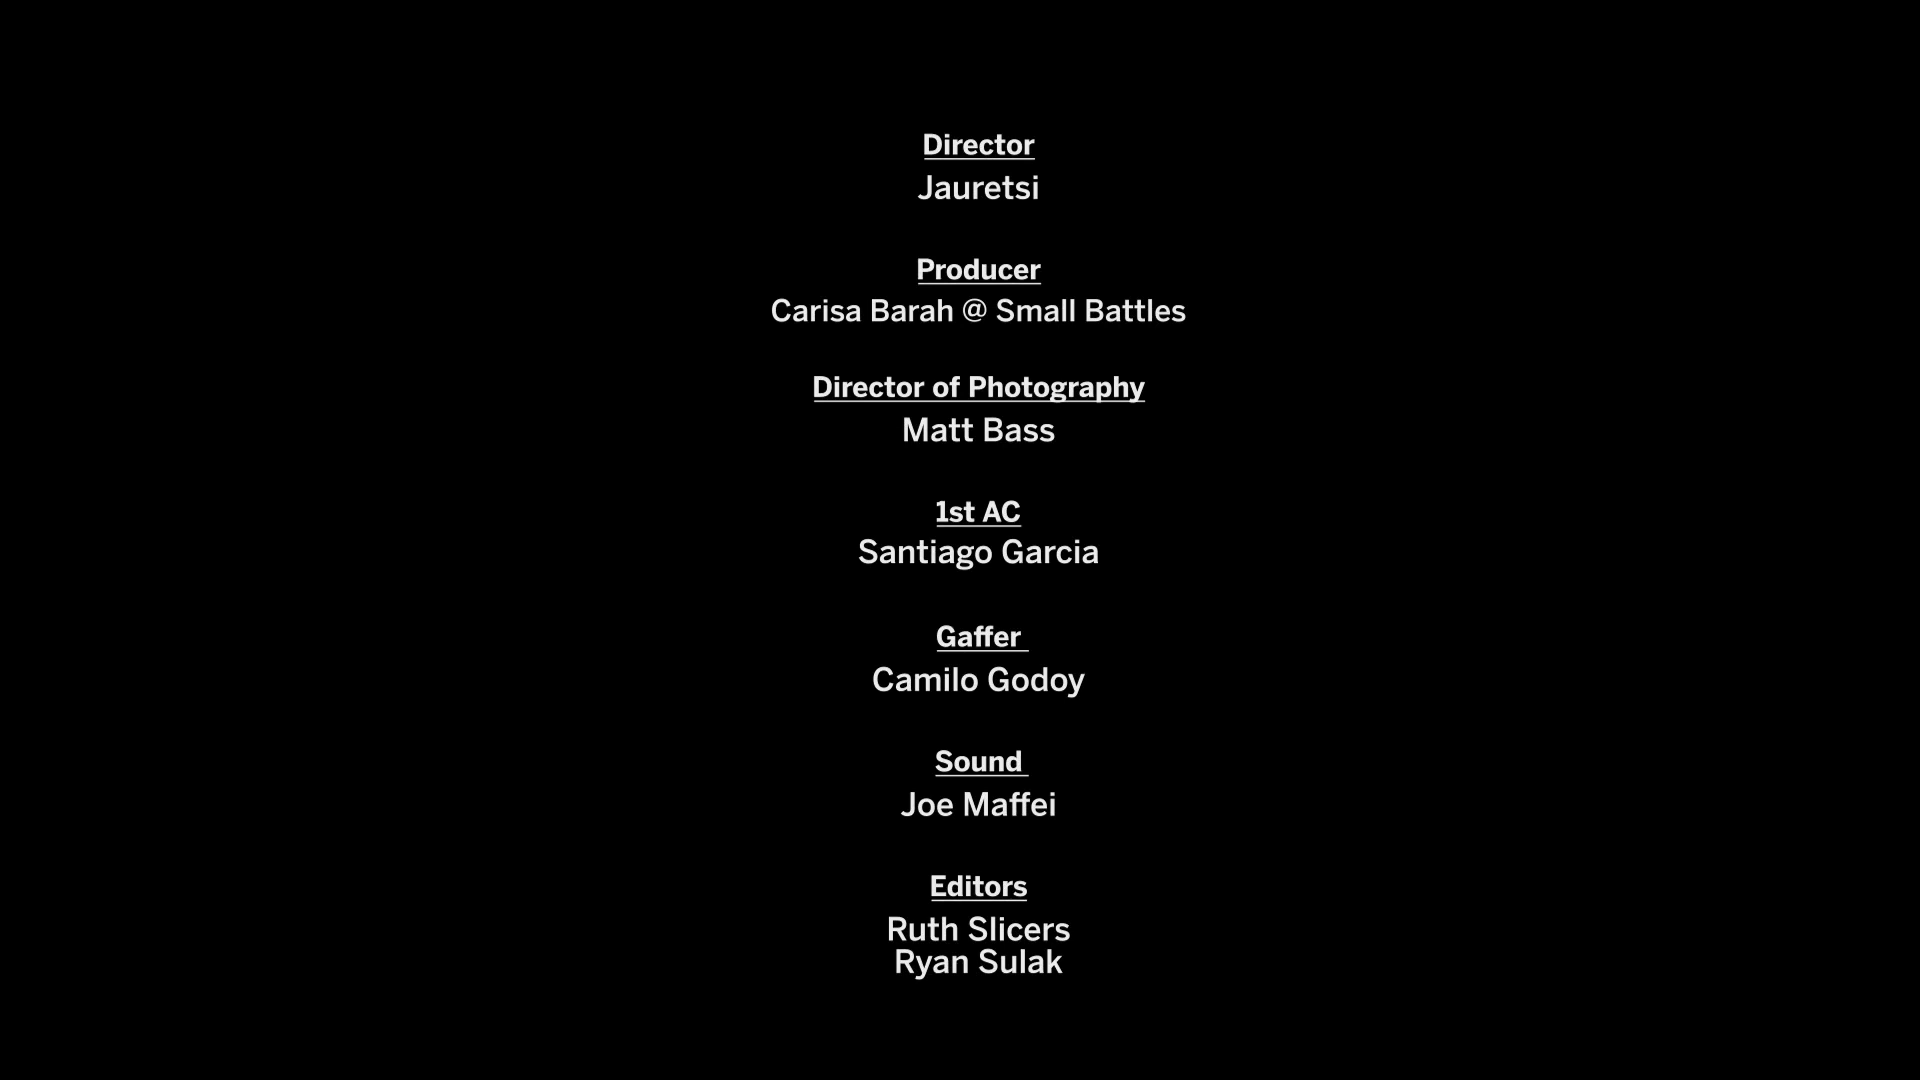 Director
Jauretsi
Producer
Carisa Barah @ Small Battles
Director of Photography
Matt Bass
1st AC
Santiago Garcia
Gaffer
Camilo Godoy
Sound
Joe Maffei
Editors
Ruth Slicers
Ryan Sulak